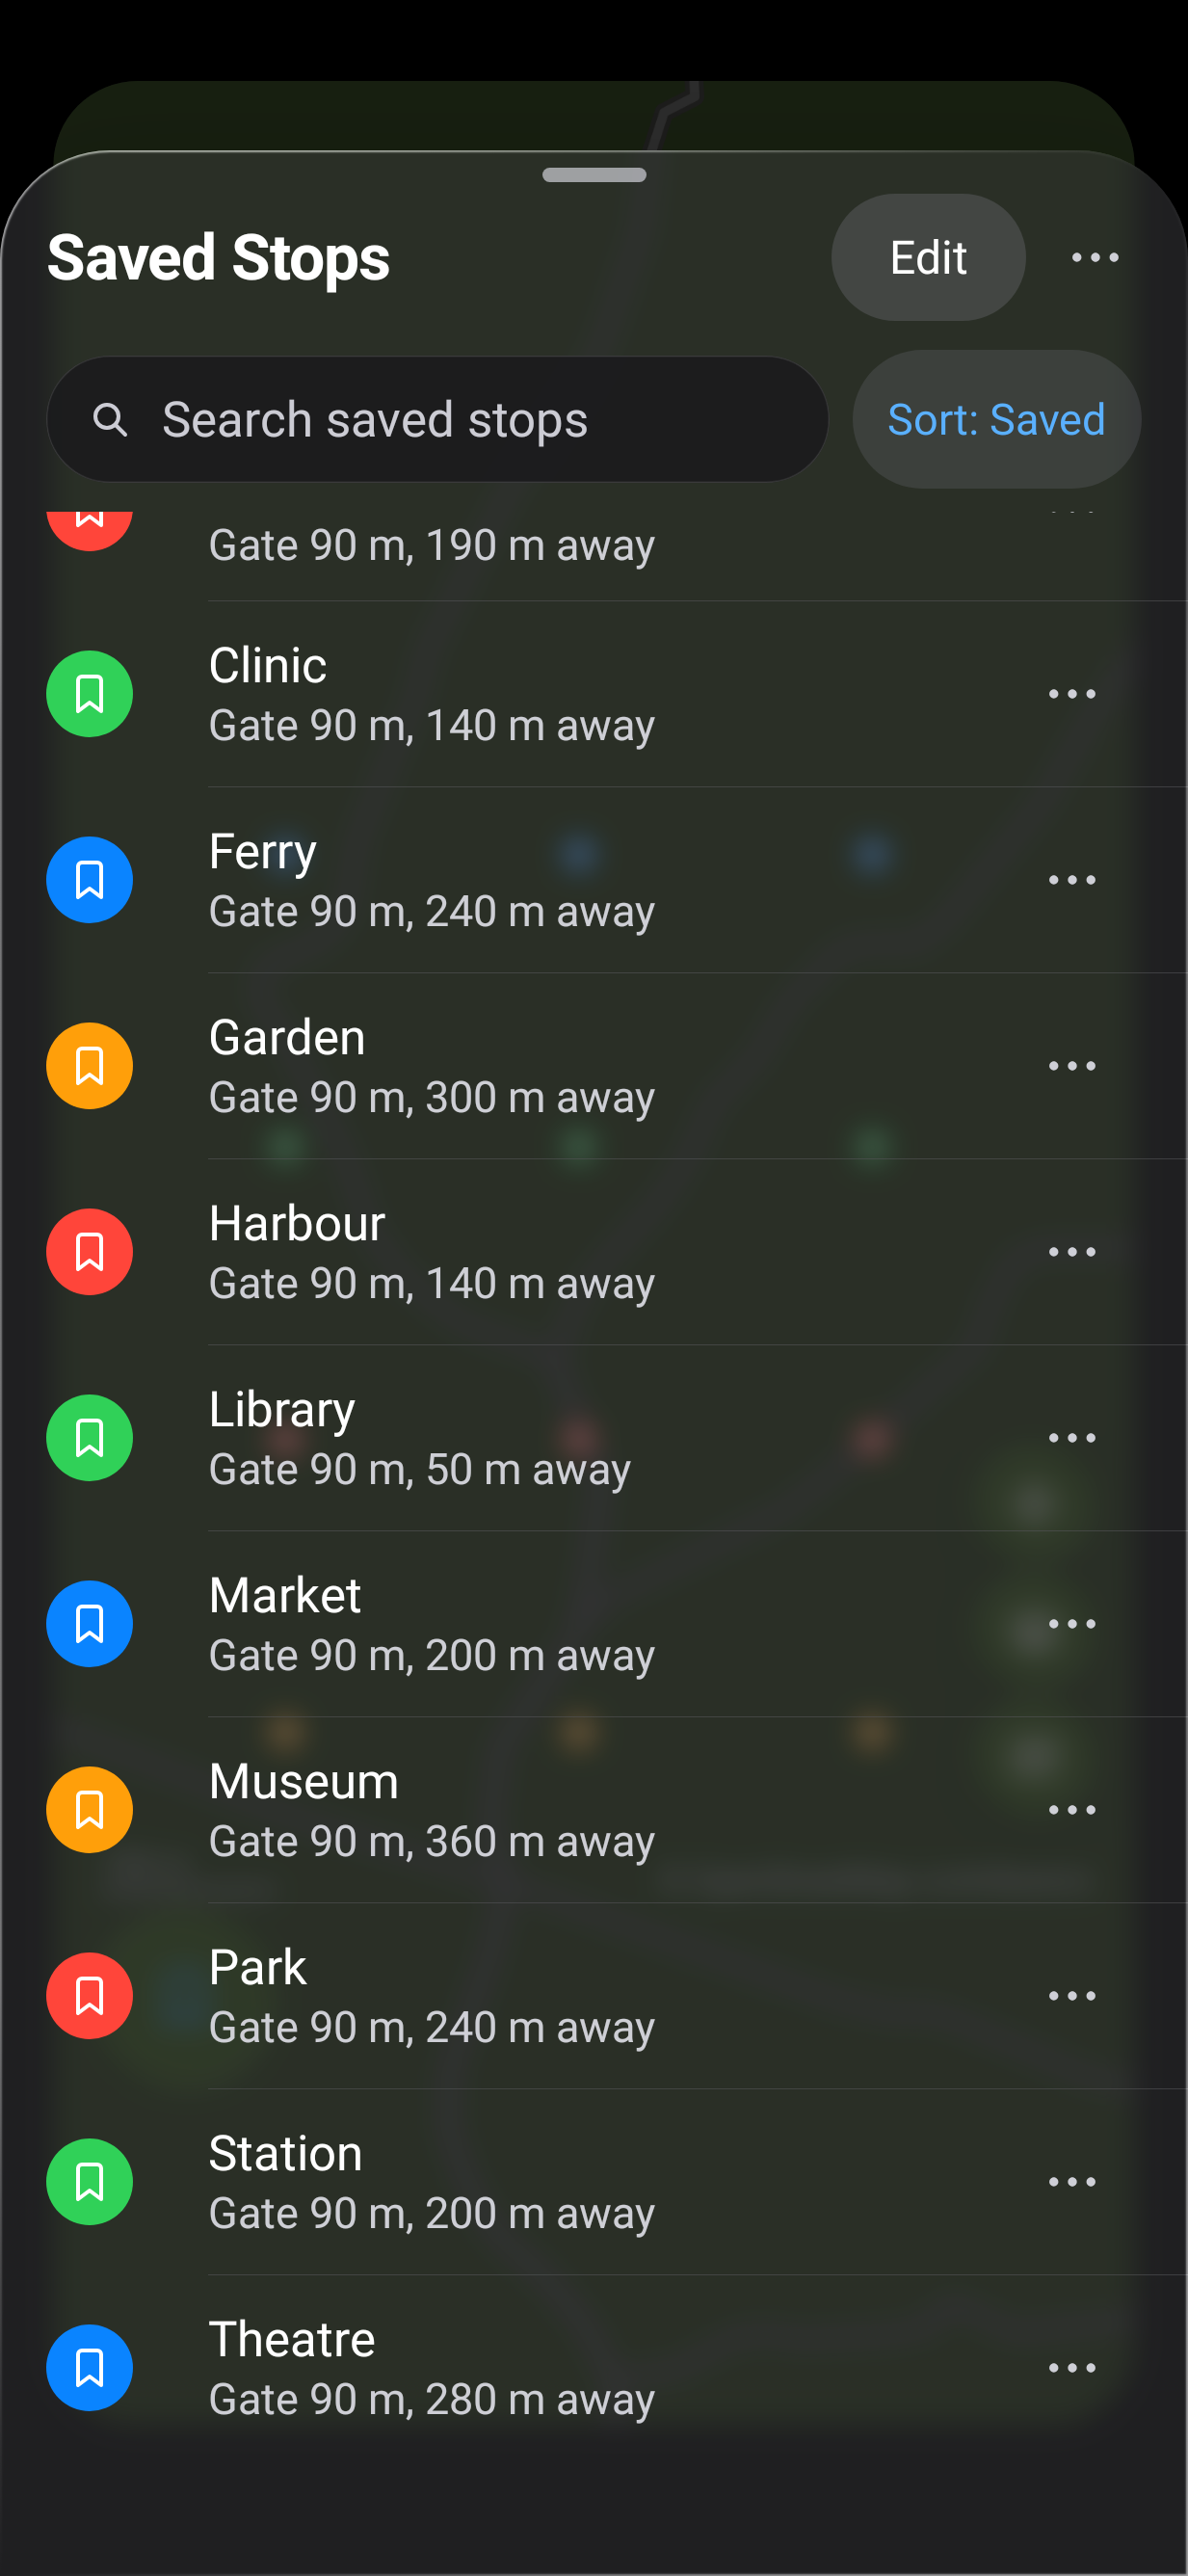 Saved Stops
Edit
Search saved stops
Sort: Saved
Gate 90 m, 190 m away
Clinic
Gate 90 m, 140 m away
Ferry
Gate 90 m, 240 m away
Garden
Gate 90 m, 300 m away
Harbour
Gate 90 m, 140 m away
Library
Gate 90 m, 50 m away
Market
Gate 90 m, 200 m away
Museum
Gate 90 m, 360 m away
Park
Gate 90 m, 240 m away
Station
Gate 90 m, 200 m away
Theatre
Gate 90 m, 280 m away